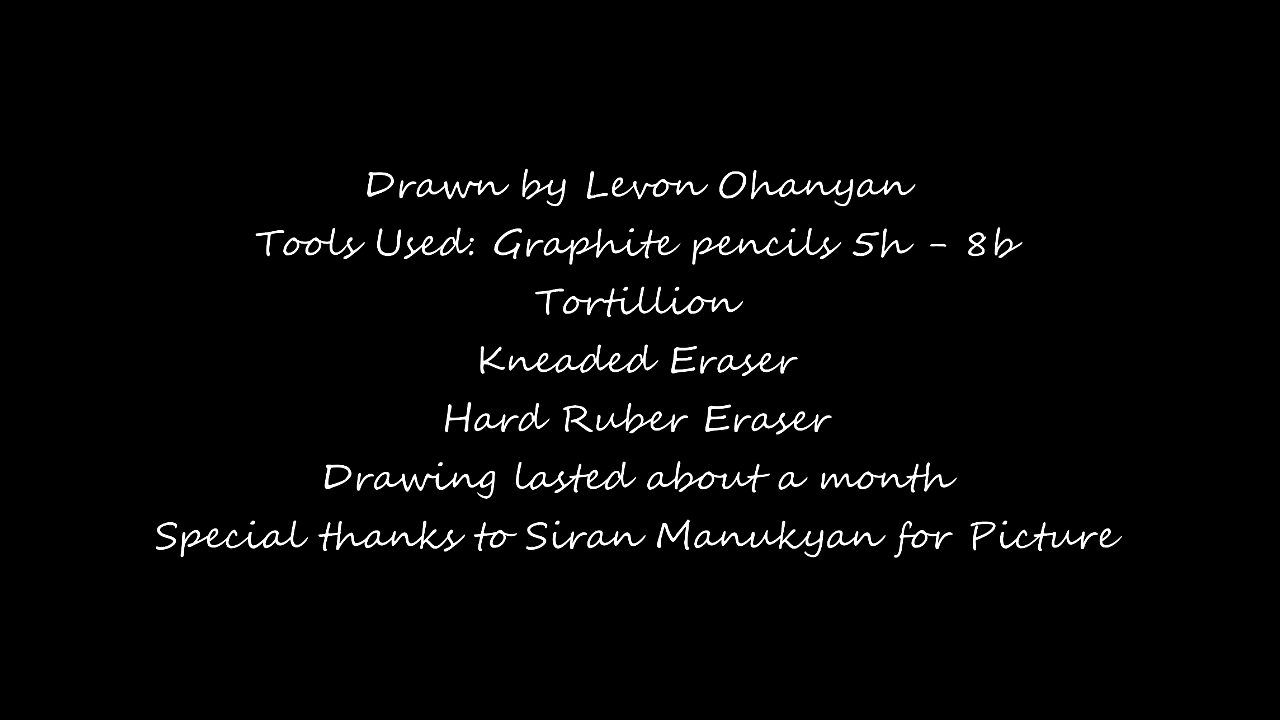 Drawn by Levon Ohanyan
Tools Used: Graphite pencils 5h - 8b
Tortillion
Kneaded Eraser
Hard Ruber Eraser
Drawing lasted about a month
Special thanks to Siran Manukyan for Picture